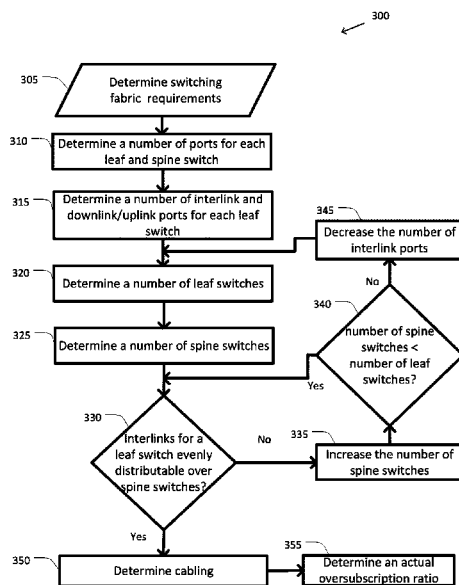 300
305
Determine switching
fabric requirements
310
Determine a number of ports for each
leaf and spine switch
315
Determine a number of interlink and
downlink/uplink ports for each leaf
switch
345
Decrease the number of
interlink ports
320
Determine a number of leaf switches
No
340
number of spine
switches <
number of leaf
switches?
325
Determine a number of spine switches
Yes
330
Interlinks for a
leaf switch evenly
distributable over
spine switches?
No
335
Increase the number of
spine switches
Yes
350
Determine cabling
355
Determine an actual
oversubscription ratio